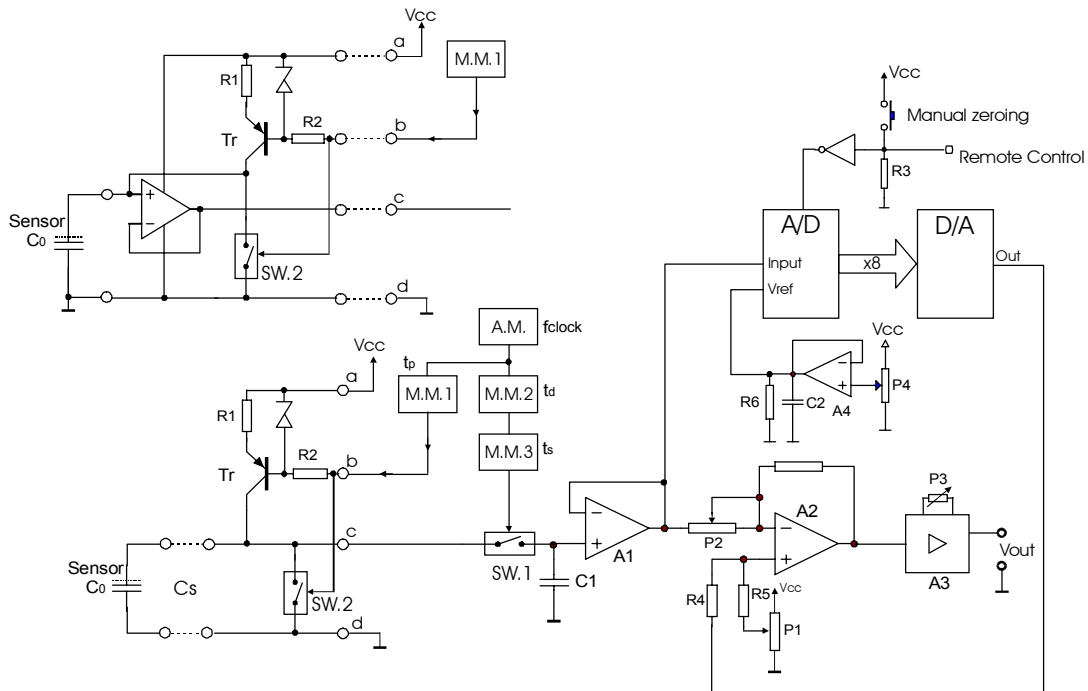 Vcc
a
M.M.1
R1
R2
b
Tr
+
−
c
Sensor
C0
SW.2
d
Vcc
Manual zeroing
Remote Control
R3
A/D
D/A
Input
Vref
x8
Out
Vcc
P4
R6
C2
A4
+
−
A.M.
fclock
tp
M.M.1
M.M.2
td
M.M.3
ts
Vcc
a
R1
R2
b
Tr
c
Sensor
C0
Cs
SW.2
d
SW.1
C1
−
+
A1
P2
−
+
A2
R4
R5
Vcc
P1
P3
A3
Vout